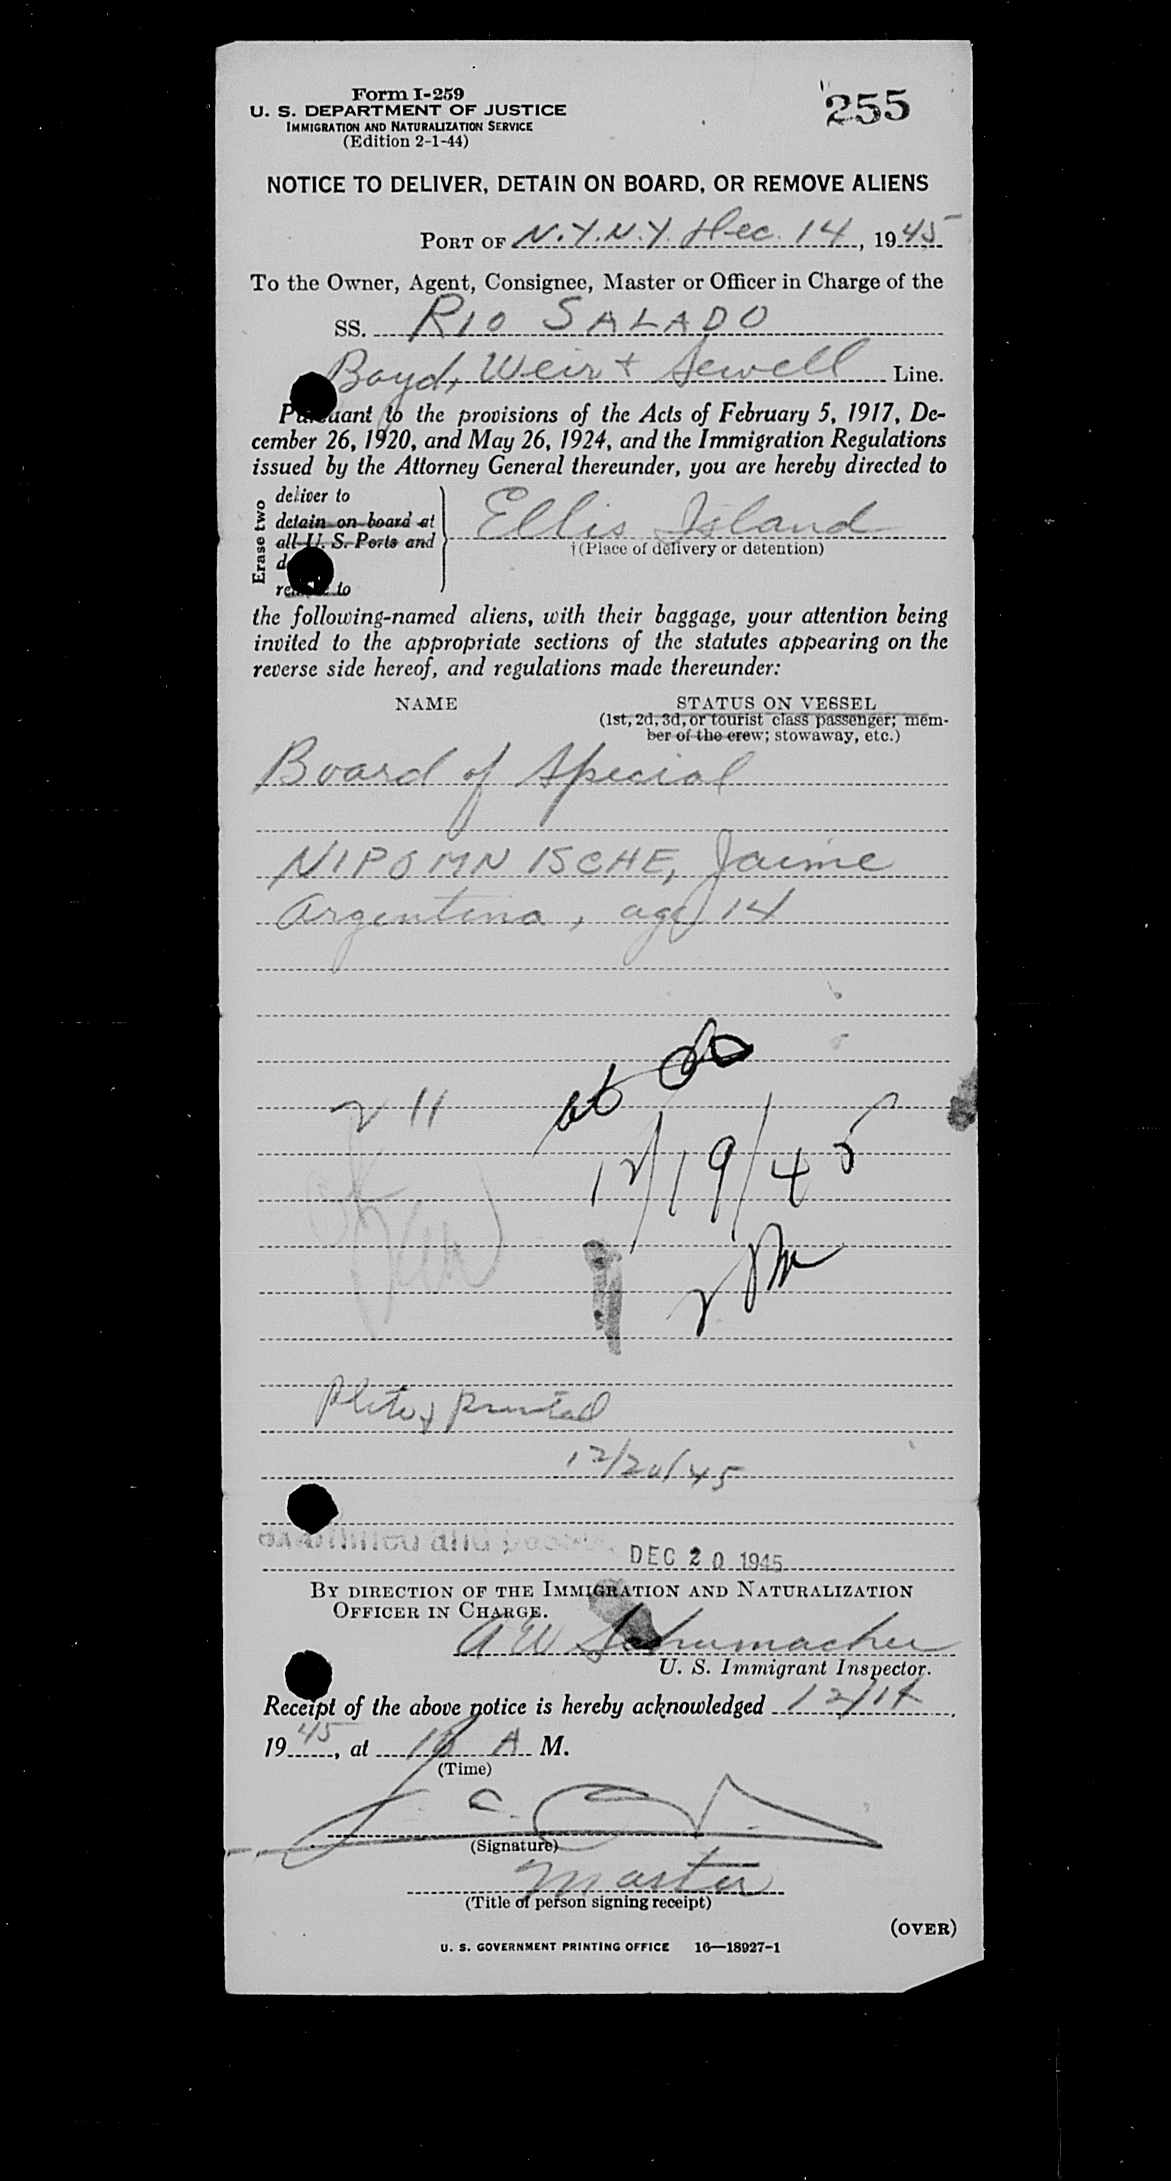 Form I-259
255
U. S. DEPARTMENT OF JUSTICE
IMMIGRATION AND NATURALIZATION SERVICE
(Edition 2-1-44)
NOTICE TO DELIVER, DETAIN ON BOARD, OR REMOVE ALIENS
PORT OF N.Y.N.Y. Dec. 14, 1945
To the Owner, Agent, Consignee, Master or Officer in Charge of the
SS. RIO SALADO
Boyd, Weir + Sewell Line.
Pursuant to the provisions of the Acts of February 5, 1917, De-
cember 26, 1920, and May 26, 1924, and the Immigration Regulations
issued by the Attorney General thereunder, you are hereby directed to
Erase two
deliver to
detain on board at
all U. S. Ports and
to
Ellis Island
†(Place of delivery or detention)
the following-named aliens, with their baggage, your attention being
invited to the appropriate sections of the statutes appearing on the
reverse side hereof, and regulations made thereunder:
NAME
STATUS ON VESSEL
(1st, 2d, 3d, or tourist class passenger; mem-
ber of the crew; stowaway, etc.)
Board of Special
NIPOMNISCHE, Jaime
Argentina, age 14
12/19/45
printed
12/20/45
and
DEC 20 1945
BY DIRECTION OF THE IMMIGRATION AND NATURALIZATION
OFFICER IN CHARGE.
A W Schumacher
U. S. Immigrant Inspector.
Receipt of the above notice is hereby acknowledged 12/14
1945, at 10 A M.
(Time)
(Signature)
Master
(Title of person signing receipt)
(OVER)
U. S. GOVERNMENT PRINTING OFFICE 16—18927-1